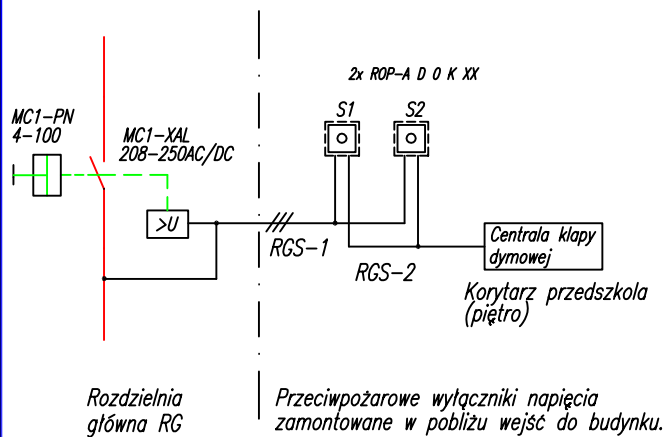 2x ROP-A D O K XX
MC1-PN
4-100
MC1-XAL
208-250AC/DC
S1
S2
>U
RGS-1
RGS-2
Centrala klapy
dymowej
Korytarz przedszkola
(piętro)
Rozdzielnia
główna RG
Przeciwpożarowe wyłączniki napięcia
zamontowane w pobliżu wejść do budynku.